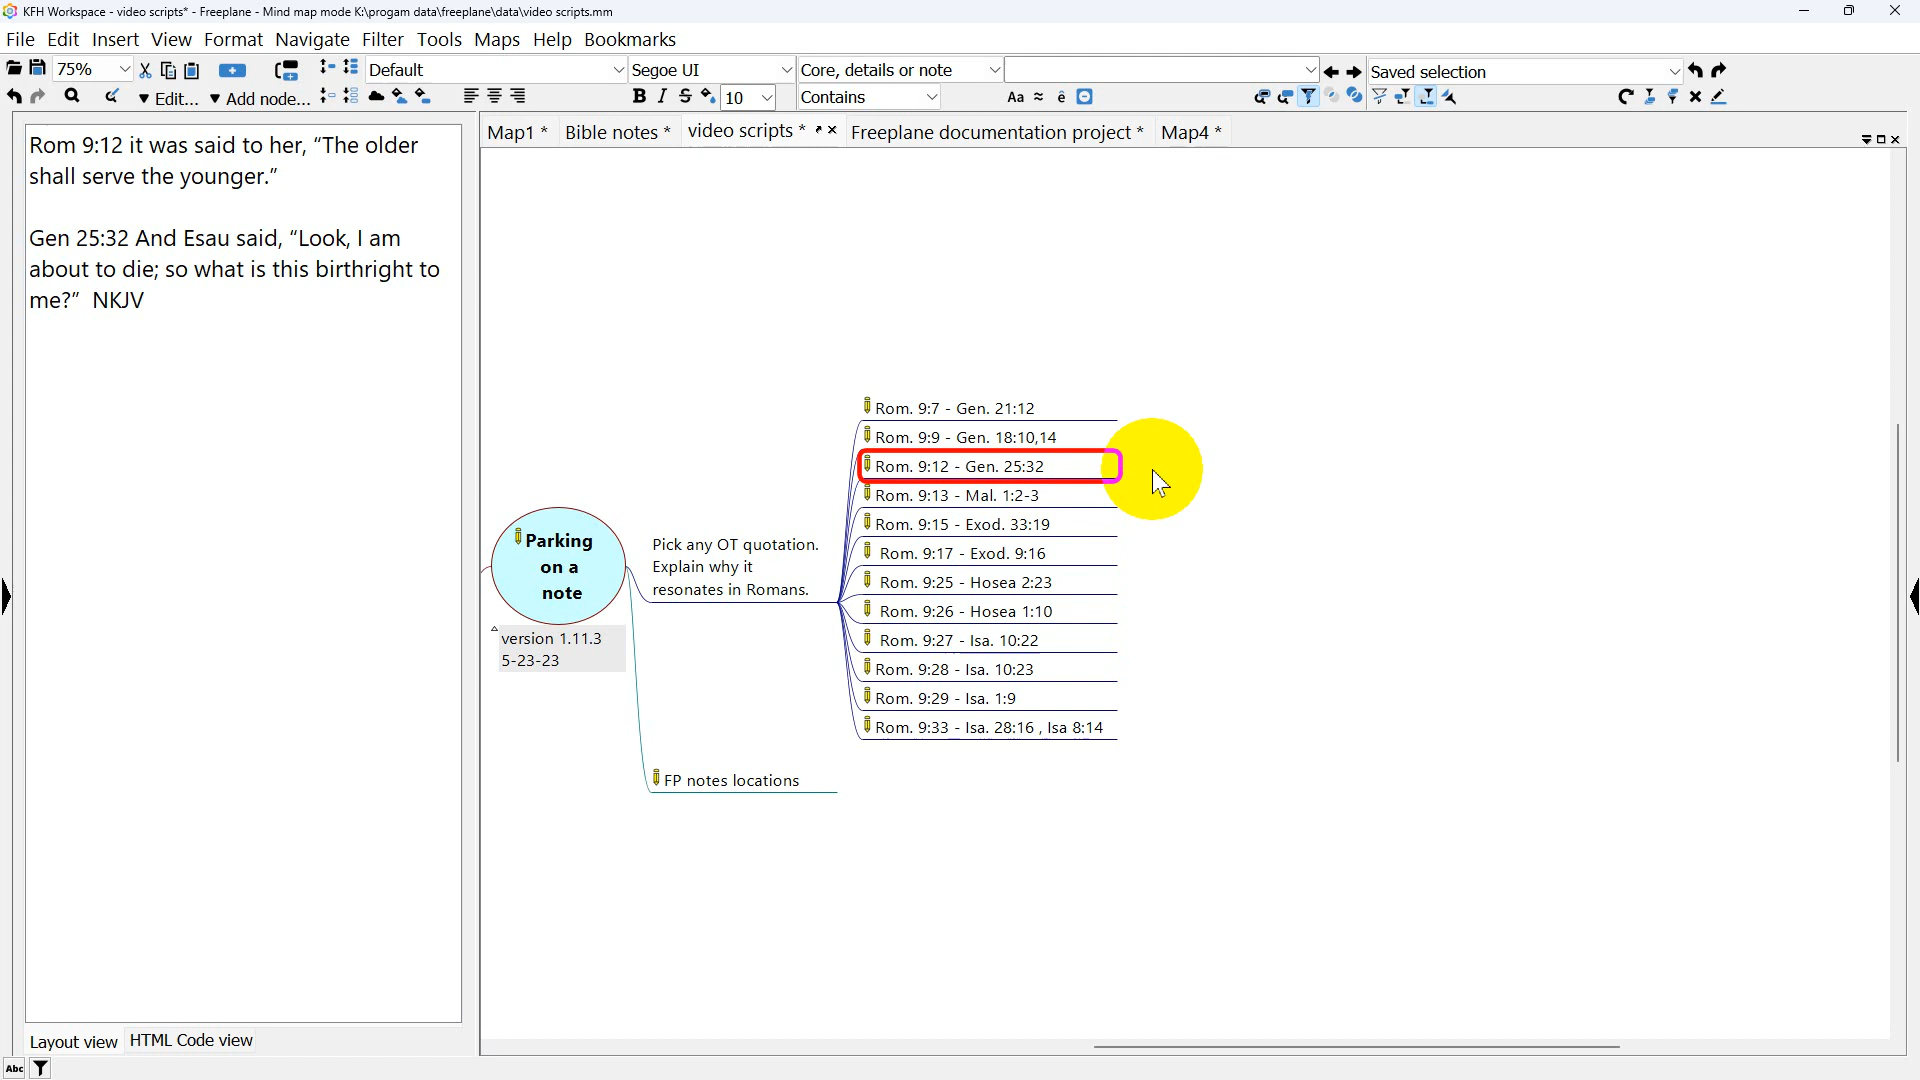 KFH Workspace - video scripts* - Freeplane - Mind map mode K:\progam data\freeplane\data\video scripts.mm
File Edit Insert View Format Navigate Filter Tools Maps Help Bookmarks
75% Default Segoe UI Core, details or note Saved selection
Edit... Add node... B I S 10 Contains Aa ≈ ê
Map1 * Bible notes * video scripts * Freeplane documentation project * Map4 *
Rom 9:12 it was said to her, “The older
shall serve the younger.”
Gen 25:32 And Esau said, “Look, I am
about to die; so what is this birthright to
me?” NKJV
Parking
on a
note
version 1.11.3
5-23-23
Pick any OT quotation.
Explain why it
resonates in Romans.
Rom. 9:7 - Gen. 21:12
Rom. 9:9 - Gen. 18:10,14
Rom. 9:12 - Gen. 25:32
Rom. 9:13 - Mal. 1:2-3
Rom. 9:15 - Exod. 33:19
Rom. 9:17 - Exod. 9:16
Rom. 9:25 - Hosea 2:23
Rom. 9:26 - Hosea 1:10
Rom. 9:27 - Isa. 10:22
Rom. 9:28 - Isa. 10:23
Rom. 9:29 - Isa. 1:9
Rom. 9:33 - Isa. 28:16 , Isa 8:14
FP notes locations
Layout view HTML Code view
Abc